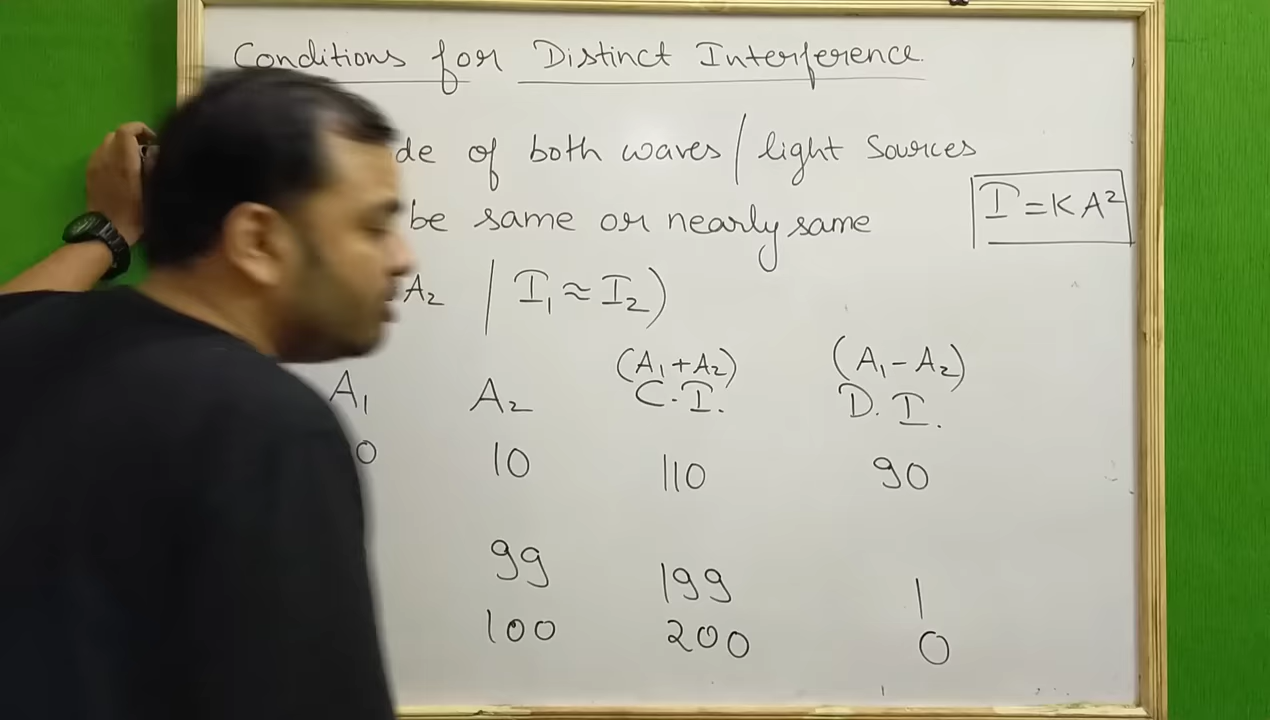 Conditions for Distinct Interference.
de of both waves / light Sources
be same or nearly same
I = KA²
A₂ / I₁ ≈ I₂)
(A₁+A₂) (A₁-A₂)
A₁ A₂ C.I. D.I.
0 10 110 90
99 199 1
100 200 0